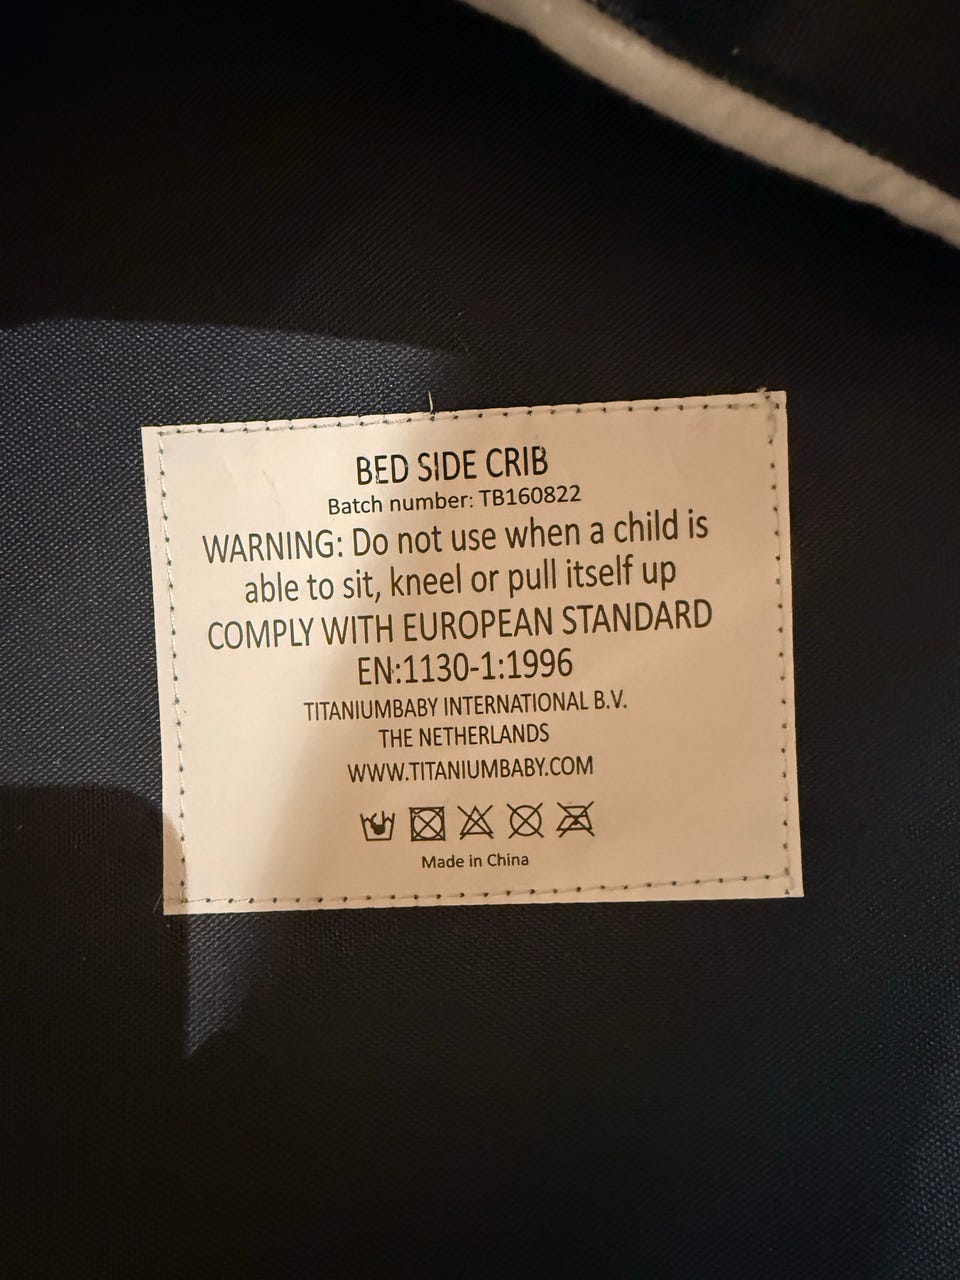 BED SIDE CRIB
Batch number: TB160822
WARNING: Do not use when a child is
able to sit, kneel or pull itself up
COMPLY WITH EUROPEAN STANDARD
EN:1130-1:1996
TITANIUMBABY INTERNATIONAL B.V.
THE NETHERLANDS
WWW.TITANIUMBABY.COM
Made in China